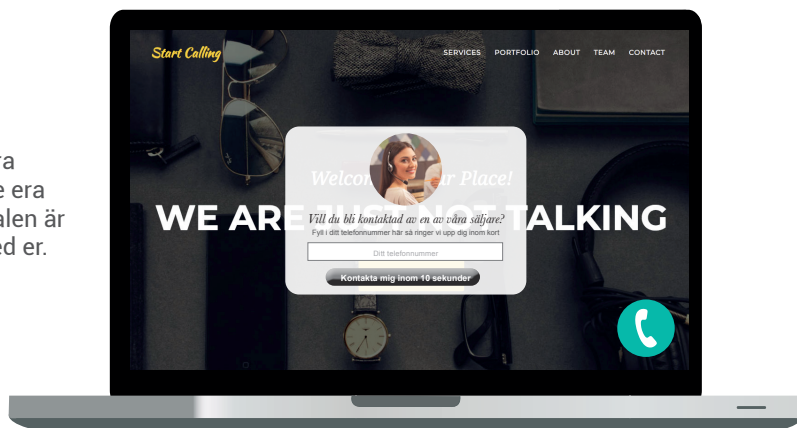 Start Calling
SERVICES PORTFOLIO ABOUT TEAM CONTACT
ra
e era
alen är
ed er.
Place!
WE ARE JUST NOT TALKING
Vill du bli kontaktad av en av våra säljare?
Fyll i ditt telefonnummer här så ringer vi upp dig inom kort
Ditt telefonnummer
Kontakta mig inom 10 sekunder